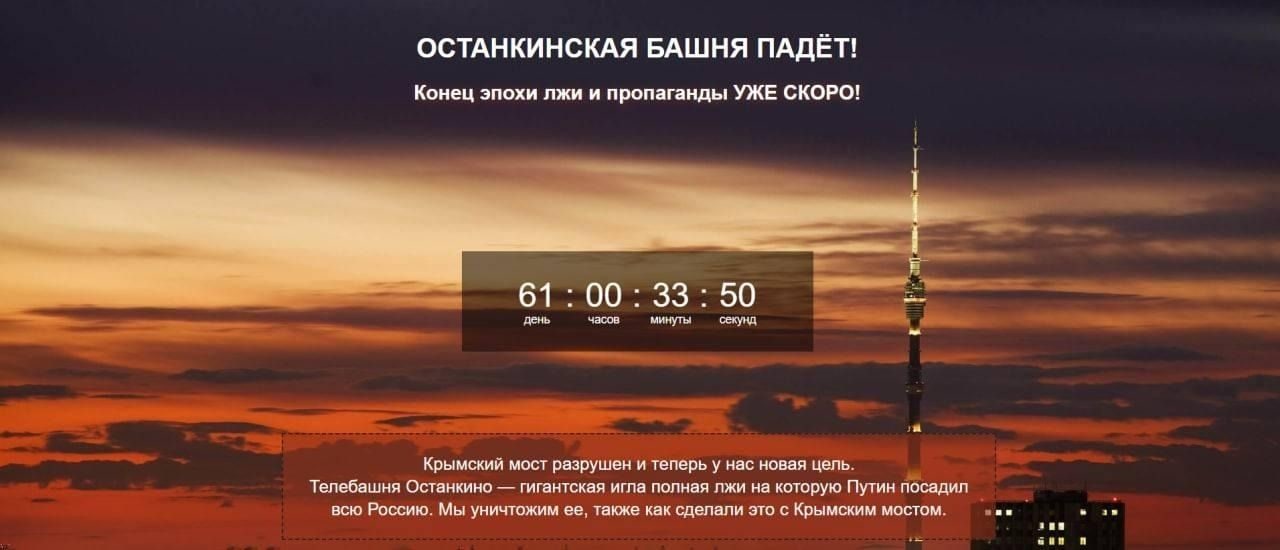 ОСТАНКИНСКАЯ БАШНЯ ПАДЁТ!
Конец эпохи лжи и пропаганды УЖЕ СКОРО!
61 : 00 : 33 : 50
день часов минуты секунд
Крымский мост разрушен и теперь у нас новая цель.
Телебашня Останкино — гигантская игла полная лжи на которую Путин посадил
всю Россию. Мы уничтожим ее, также как сделали это с Крымским мостом.